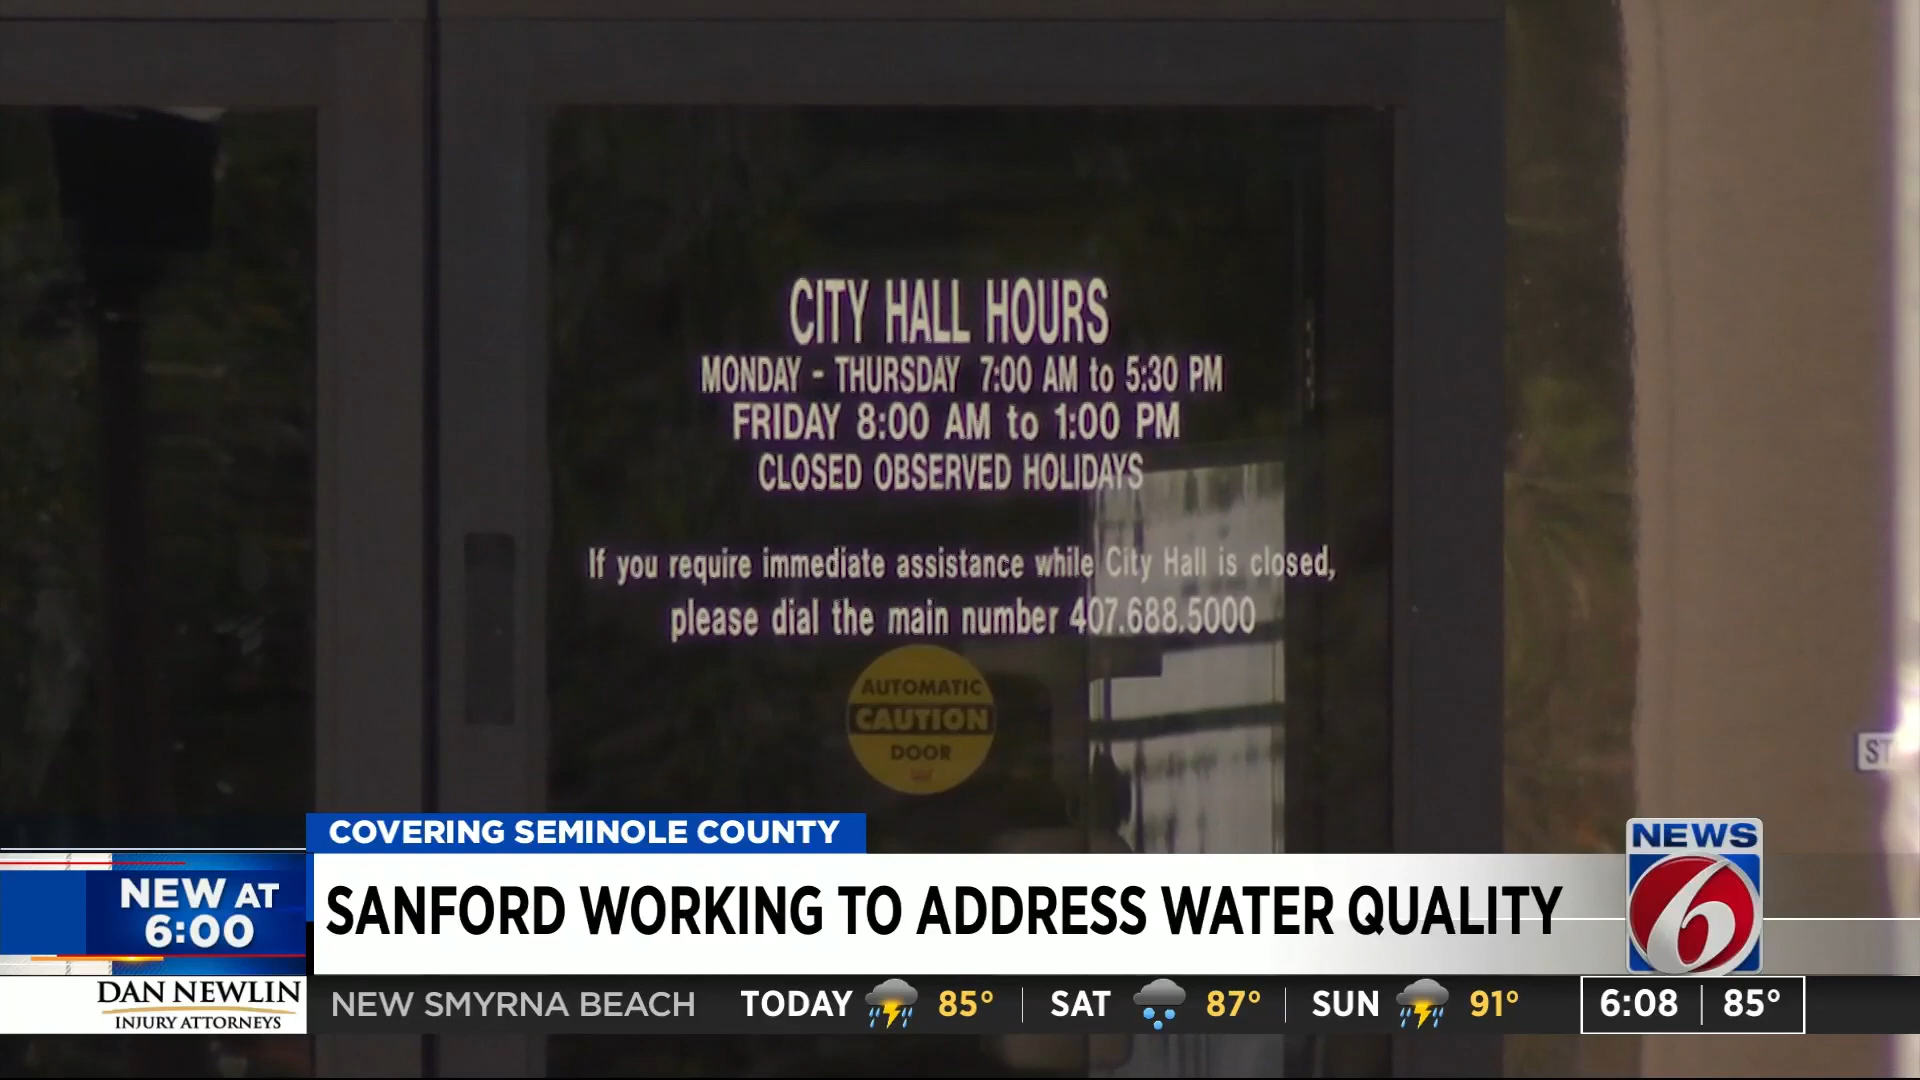 CITY HALL HOURS
MONDAY - THURSDAY 7:00 AM to 5:30 PM
FRIDAY 8:00 AM to 1:00 PM
CLOSED OBSERVED HOLIDAYS
If you require immediate assistance while City Hall is closed,
please dial the main number 407.688.5000
AUTOMATIC
CAUTION
DOOR
ST
COVERING SEMINOLE COUNTY
NEW AT
6:00
SANFORD WORKING TO ADDRESS WATER QUALITY
NEWS
6
DAN NEWLIN
INJURY ATTORNEYS
NEW SMYRNA BEACH TODAY 85° SAT 87° SUN 91° 6:08 85°